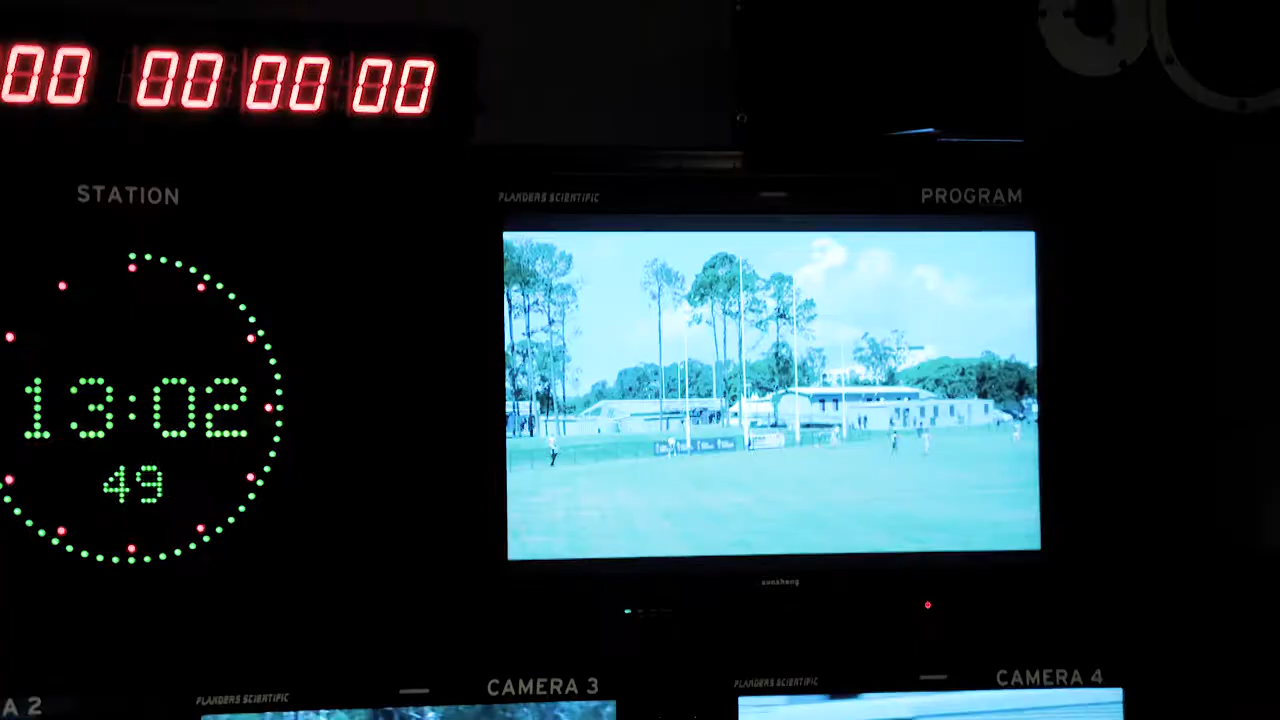 00 00 00 00
STATION
FLANDERS SCIENTIFIC
PROGRAM
13:02
49
FLANDERS SCIENTIFIC
CAMERA 3
FLANDERS SCIENTIFIC
CAMERA 4
A 2